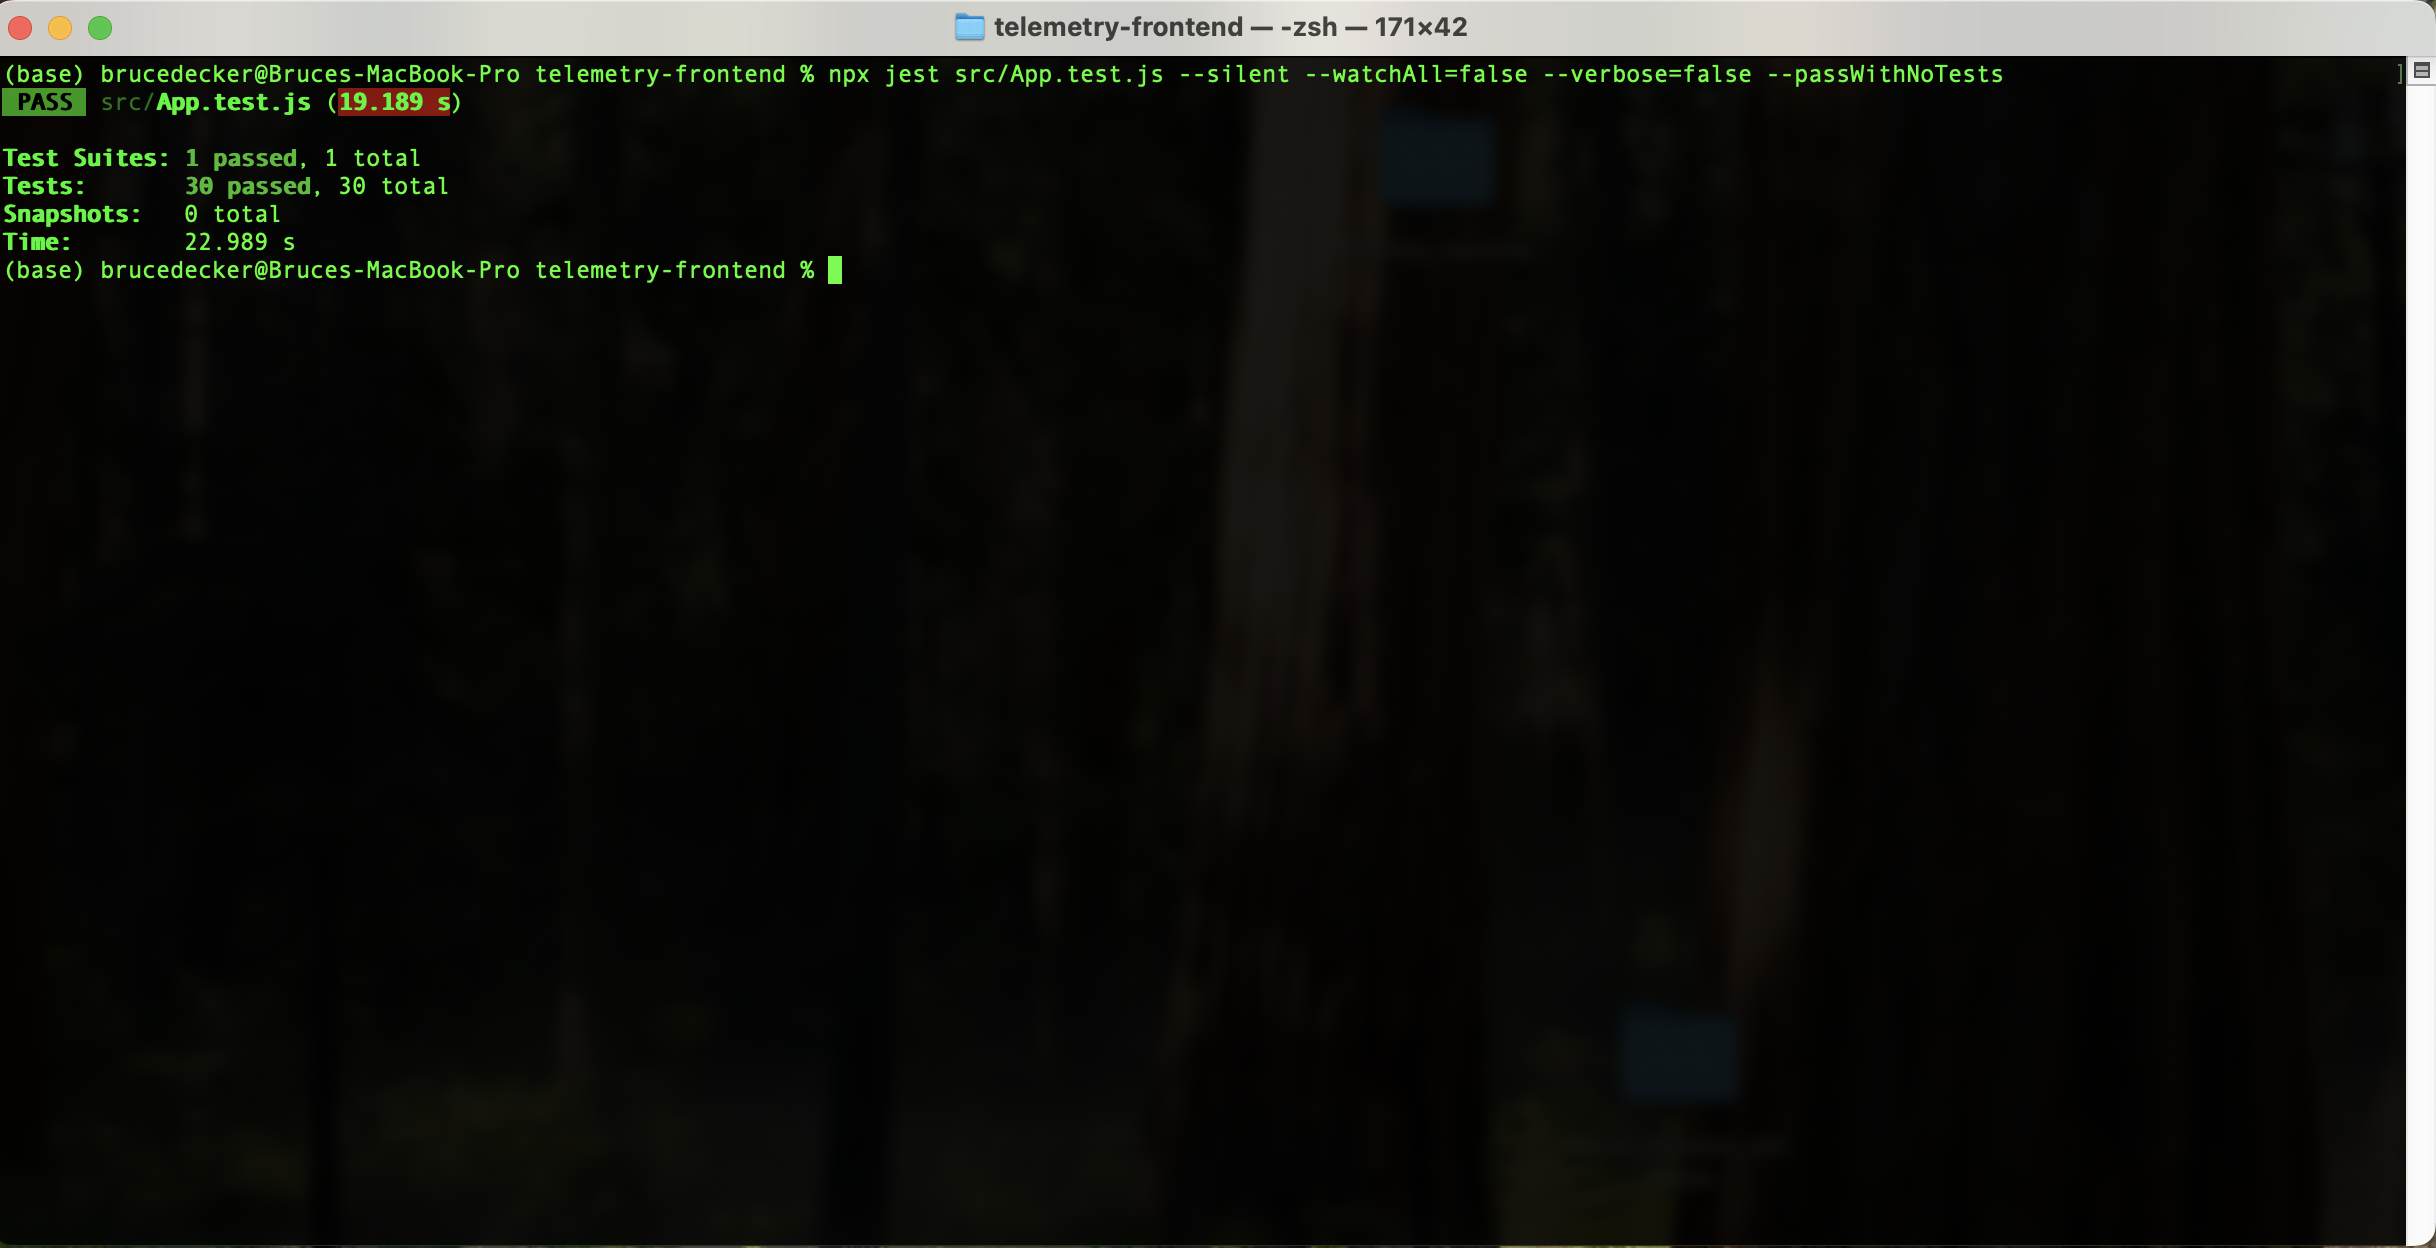 telemetry-frontend — -zsh — 171×42
(base) brucedecker@Bruces-MacBook-Pro telemetry-frontend % npx jest src/App.test.js --silent --watchAll=false --verbose=false --passWithNoTests ]
PASS src/App.test.js (19.189 s)
Test Suites: 1 passed, 1 total
Tests: 30 passed, 30 total
Snapshots: 0 total
Time: 22.989 s
(base) brucedecker@Bruces-MacBook-Pro telemetry-frontend %